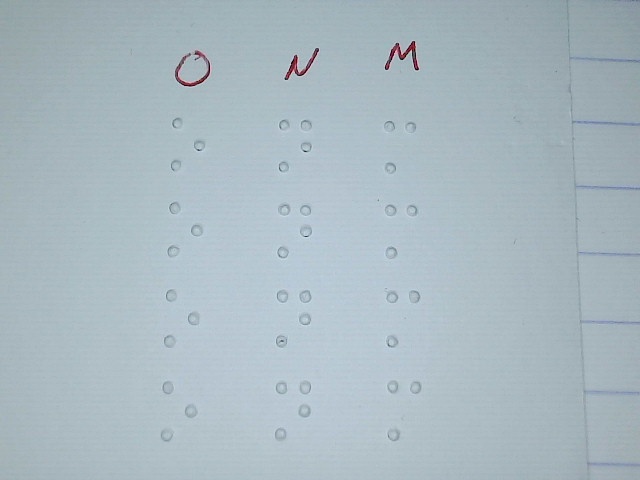 O N M
⠕ ⠝ ⠍
⠕ ⠝ ⠍
⠕ ⠝ ⠍
⠕ ⠝ ⠍